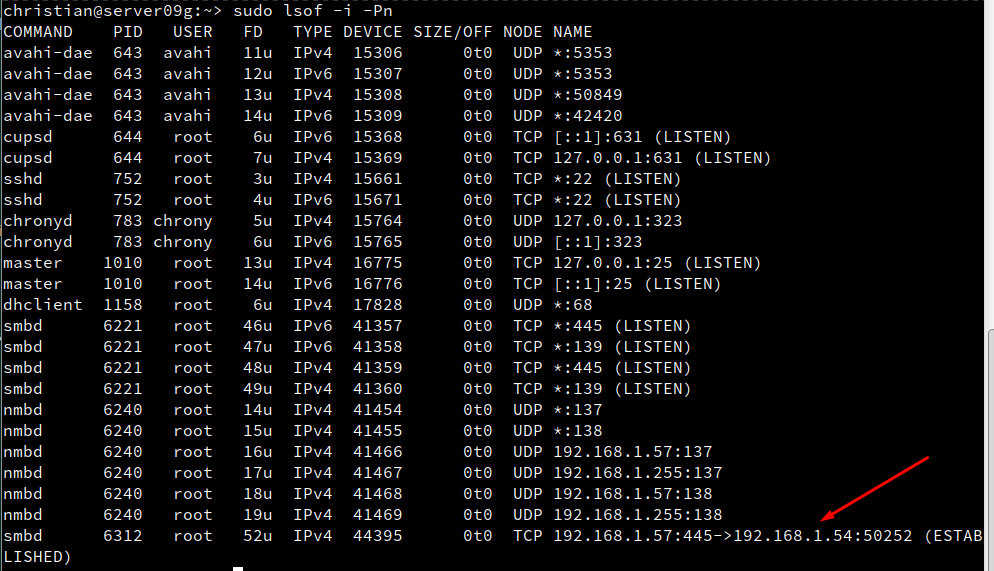 christian@server09g:~> sudo lsof -i -Pn
COMMAND    PID   USER   FD   TYPE DEVICE SIZE/OFF NODE NAME
avahi-dae  643  avahi   11u  IPv4  15306      0t0  UDP *:5353
avahi-dae  643  avahi   12u  IPv6  15307      0t0  UDP *:5353
avahi-dae  643  avahi   13u  IPv4  15308      0t0  UDP *:50849
avahi-dae  643  avahi   14u  IPv6  15309      0t0  UDP *:42420
cupsd      644   root    6u  IPv6  15368      0t0  TCP [::1]:631 (LISTEN)
cupsd      644   root    7u  IPv4  15369      0t0  TCP 127.0.0.1:631 (LISTEN)
sshd       752   root    3u  IPv4  15661      0t0  TCP *:22 (LISTEN)
sshd       752   root    4u  IPv6  15671      0t0  TCP *:22 (LISTEN)
chronyd    783 chrony    5u  IPv4  15764      0t0  UDP 127.0.0.1:323
chronyd    783 chrony    6u  IPv6  15765      0t0  UDP [::1]:323
master    1010   root   13u  IPv4  16775      0t0  TCP 127.0.0.1:25 (LISTEN)
master    1010   root   14u  IPv6  16776      0t0  TCP [::1]:25 (LISTEN)
dhclient  1158   root    6u  IPv4  17828      0t0  UDP *:68
smbd      6221   root   46u  IPv6  41357      0t0  TCP *:445 (LISTEN)
smbd      6221   root   47u  IPv6  41358      0t0  TCP *:139 (LISTEN)
smbd      6221   root   48u  IPv4  41359      0t0  TCP *:445 (LISTEN)
smbd      6221   root   49u  IPv4  41360      0t0  TCP *:139 (LISTEN)
nmbd      6240   root   14u  IPv4  41454      0t0  UDP *:137
nmbd      6240   root   15u  IPv4  41455      0t0  UDP *:138
nmbd      6240   root   16u  IPv4  41466      0t0  UDP 192.168.1.57:137
nmbd      6240   root   17u  IPv4  41467      0t0  UDP 192.168.1.255:137
nmbd      6240   root   18u  IPv4  41468      0t0  UDP 192.168.1.57:138
nmbd      6240   root   19u  IPv4  41469      0t0  UDP 192.168.1.255:138
smbd      6312   root   52u  IPv4  44395      0t0  TCP 192.168.1.57:445->192.168.1.54:50252 (ESTAB
LISHED)